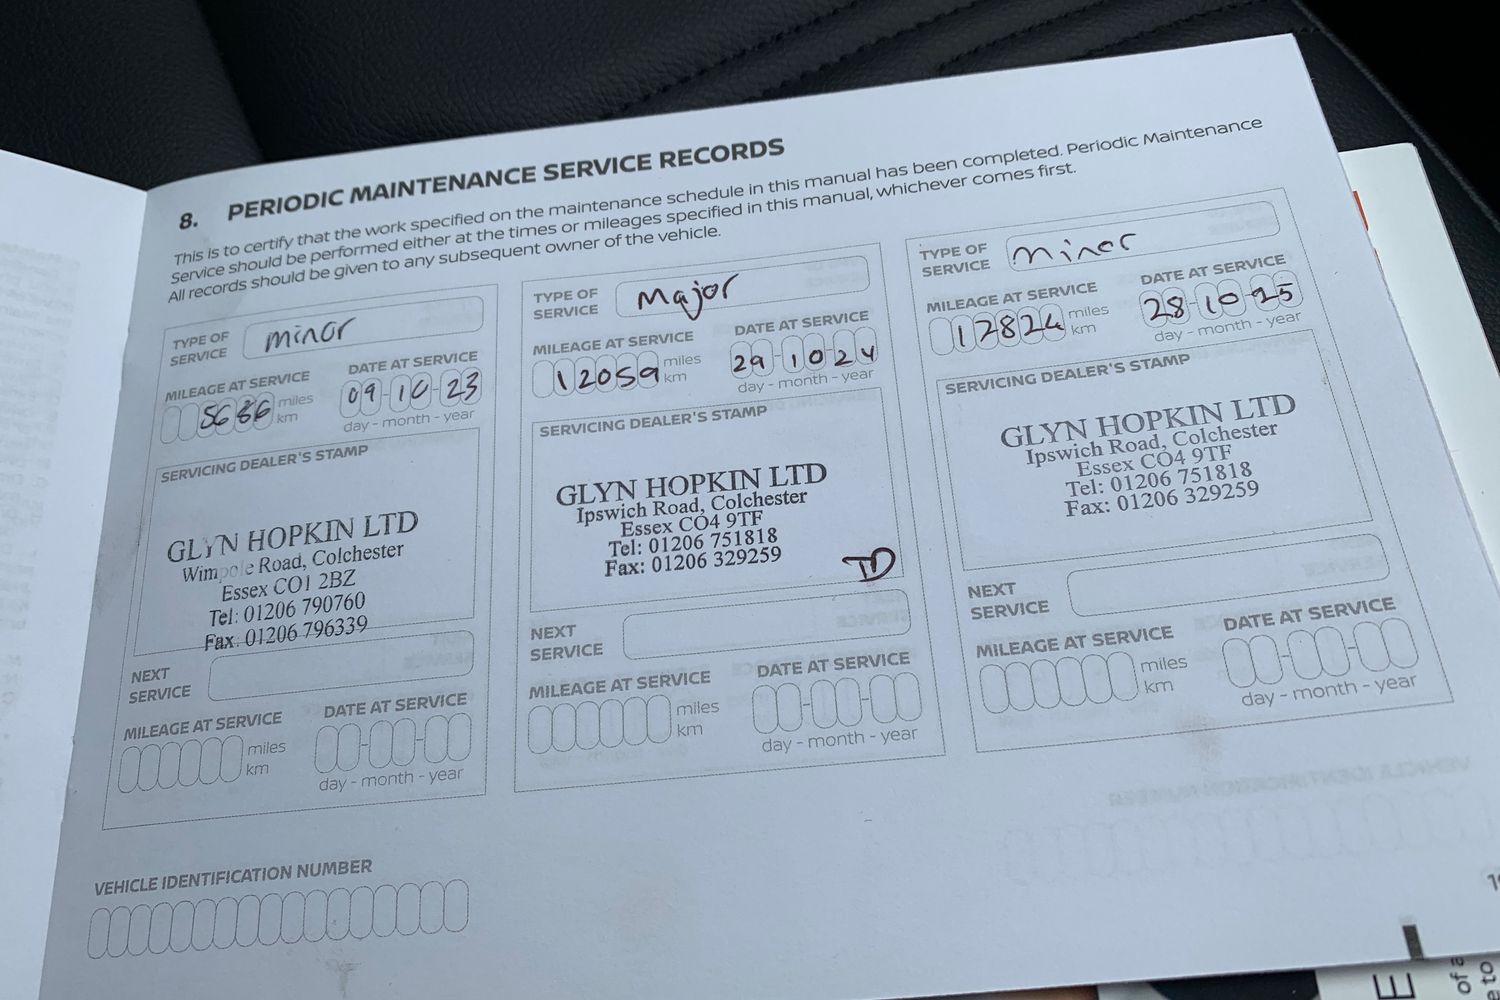 8. PERIODIC MAINTENANCE SERVICE RECORDS
This is to certify that the work specified on the maintenance schedule in this manual has been completed. Periodic Maintenance
Service should be performed either at the times or mileages specified in this manual, whichever comes first.
All records should be given to any subsequent owner of the vehicle.
TYPE OF
SERVICE
minor
MILEAGE AT SERVICE
5686
miles
km
DATE AT SERVICE
09-10-23
day - month - year
SERVICING DEALER'S STAMP
GLYN HOPKIN LTD
Wimpole Road, Colchester
Essex CO1 2BZ
Tel: 01206 790760
Fax: 01206 796339
NEXT
SERVICE
MILEAGE AT SERVICE
miles
km
DATE AT SERVICE
day - month - year
TYPE OF
SERVICE
Major
MILEAGE AT SERVICE
12059
miles
km
DATE AT SERVICE
29-10-24
day - month - year
SERVICING DEALER'S STAMP
GLYN HOPKIN LTD
Ipswich Road, Colchester
Essex CO4 9TF
Tel: 01206 751818
Fax: 01206 329259
TD
NEXT
SERVICE
MILEAGE AT SERVICE
miles
km
DATE AT SERVICE
day - month - year
TYPE OF
SERVICE
minor
MILEAGE AT SERVICE
17824
miles
km
DATE AT SERVICE
28-10-25
day - month - year
SERVICING DEALER'S STAMP
GLYN HOPKIN LTD
Ipswich Road, Colchester
Essex CO4 9TF
Tel: 01206 751818
Fax: 01206 329259
NEXT
SERVICE
MILEAGE AT SERVICE
miles
km
DATE AT SERVICE
day - month - year
VEHICLE IDENTIFICATION NUMBER